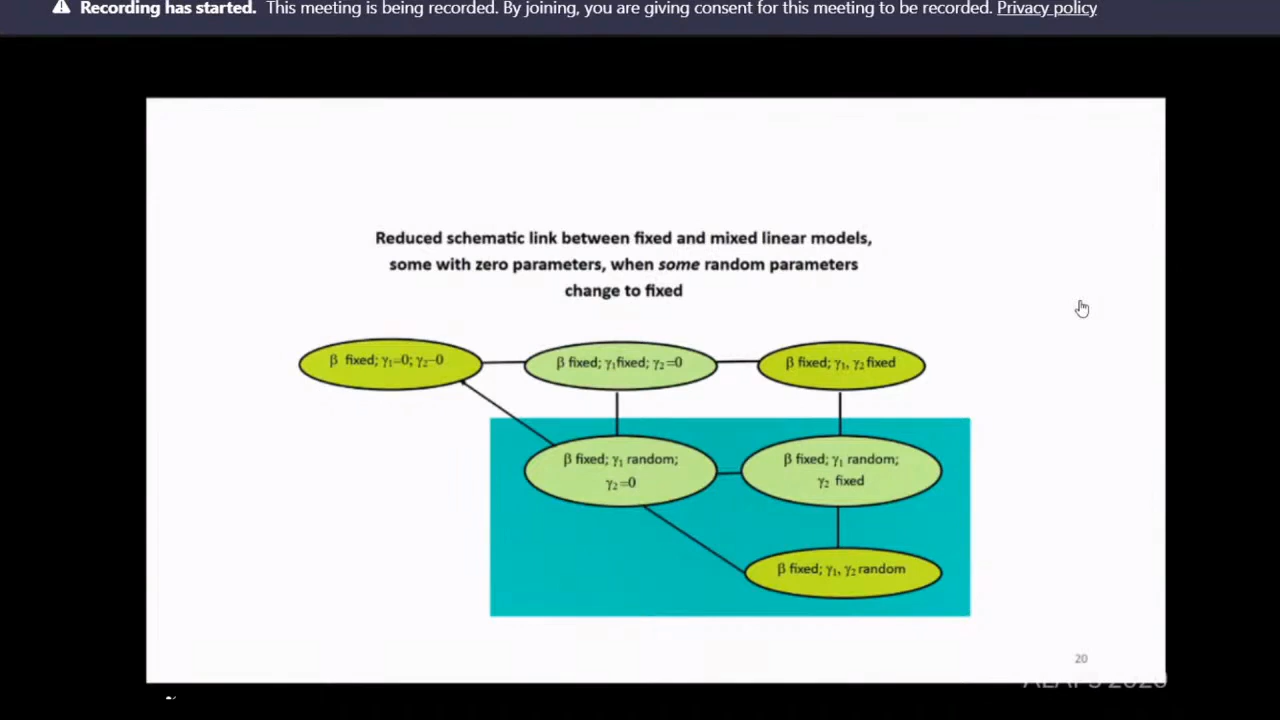 Recording has started. This meeting is being recorded. By joining, you are giving consent for this meeting to be recorded. Privacy policy
Reduced schematic link between fixed and mixed linear models,
some with zero parameters, when some random parameters
change to fixed
β fixed; γ₁=0; γ₂=0
β fixed; γ₁fixed; γ₂=0
β fixed; γ₁, γ₂ fixed
β fixed; γ₁ random;
γ₂=0
β fixed; γ₁ random;
γ₂ fixed
β fixed; γ₁, γ₂ random
20